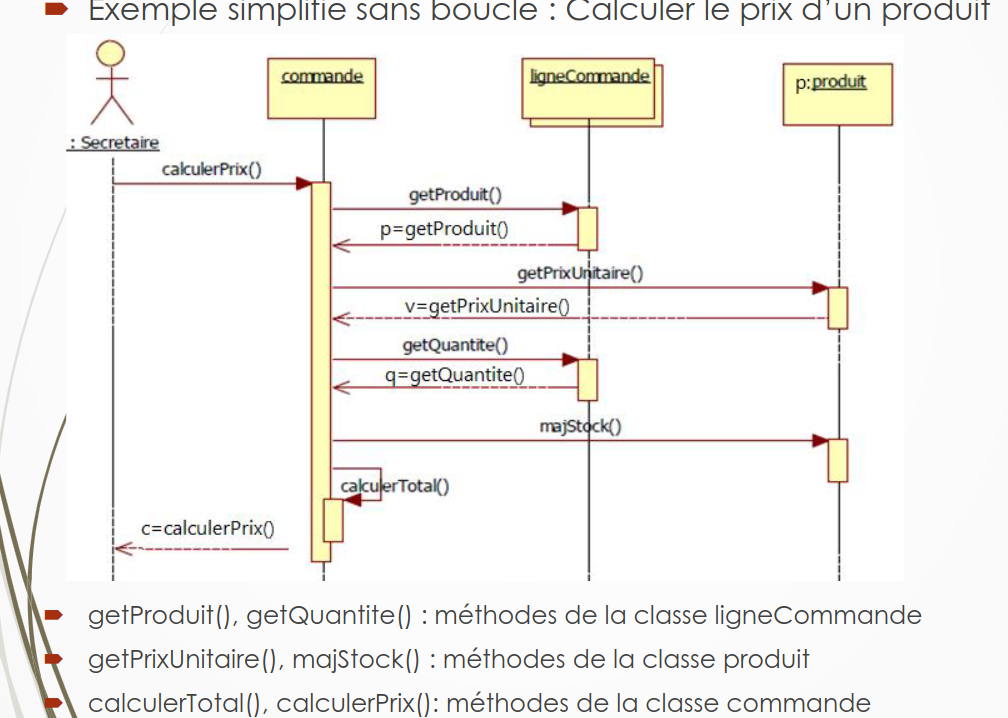 Exemple simplifie sans boucle : Calculer le prix d'un produit
commande
ligneCommande
p:produit
: Secretaire
calculerPrix()
getProduit()
p=getProduit()
getPrixUnitaire()
v=getPrixUnitaire()
getQuantite()
q=getQuantite()
majStock()
calculerTotal()
c=calculerPrix()
getProduit(), getQuantite() : méthodes de la classe ligneCommande
getPrixUnitaire(), majStock() : méthodes de la classe produit
calculerTotal(), calculerPrix(): méthodes de la classe commande